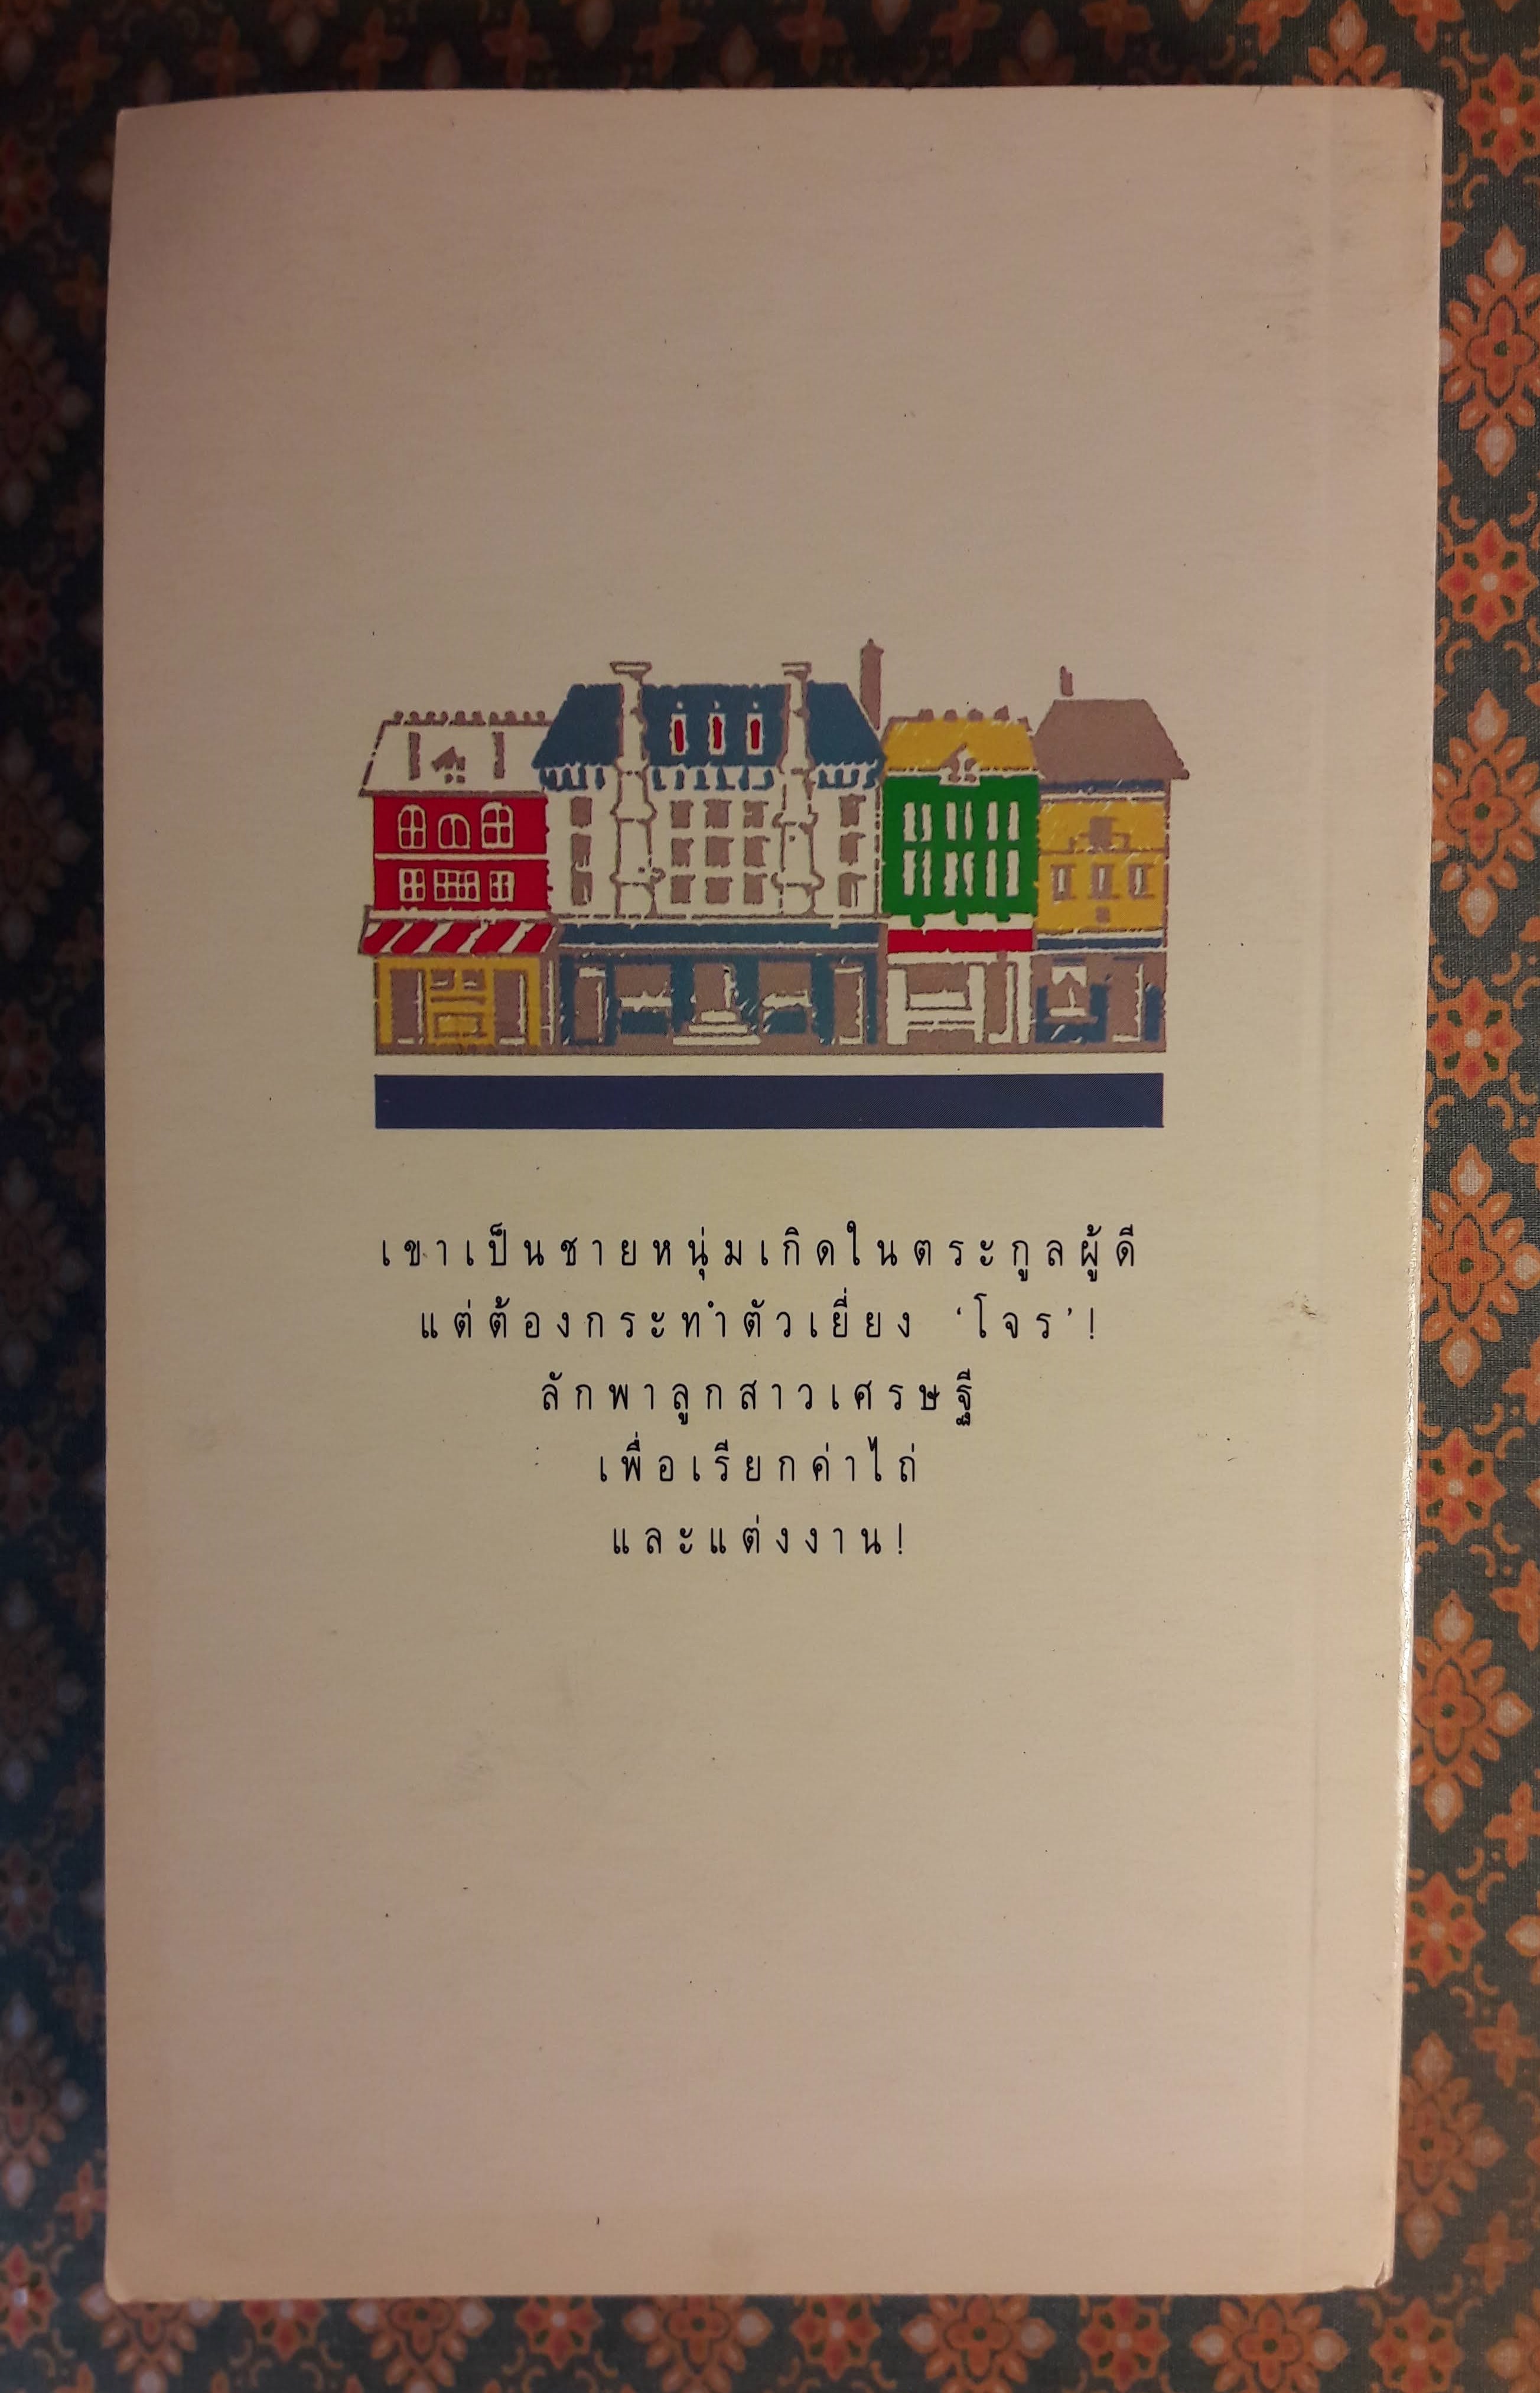 เขาเป็นชายหนุ่มเกิดในตระกูลผู้ดี
แต่ต้องกระทำตัวเยี่ยง ‘โจร’!
ลักพาลูกสาวเศรษฐี
เพื่อเรียกค่าไถ่
และแต่งงาน!